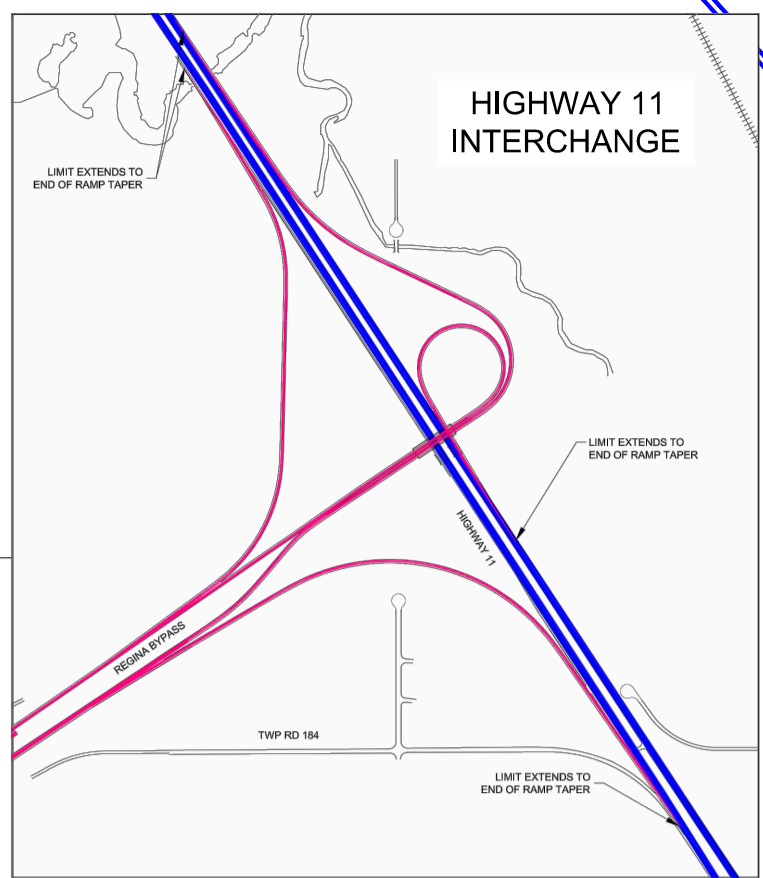 HIGHWAY 11
INTERCHANGE
LIMIT EXTENDS TO
END OF RAMP TAPER
LIMIT EXTENDS TO
END OF RAMP TAPER
HIGHWAY 11
REGINA BYPASS
TWP RD 184
LIMIT EXTENDS TO
END OF RAMP TAPER